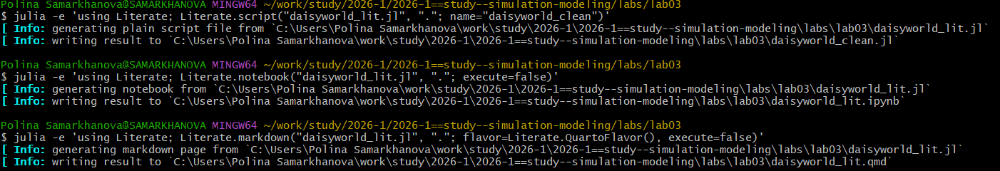 Polina Samarkhanova@SAMARKHANOVA MINGW64 ~/work/study/2026-1/2026-1==study--simulation-modeling/labs/lab03
$ julia -e 'using Literate; Literate.script("daisyworld_lit.jl", "."; name="daisyworld_clean")'
[ Info: generating plain script file from `C:\Users\Polina Samarkhanova\work\study\2026-1\2026-1==study--simulation-modeling\labs\lab03\daisyworld_lit.jl`
[ Info: writing result to `C:\Users\Polina Samarkhanova\work\study\2026-1\2026-1==study--simulation-modeling\labs\lab03\daisyworld_clean.jl`
Polina Samarkhanova@SAMARKHANOVA MINGW64 ~/work/study/2026-1/2026-1==study--simulation-modeling/labs/lab03
$ julia -e 'using Literate; Literate.notebook("daisyworld_lit.jl", "."; execute=false)'
[ Info: generating notebook from `C:\Users\Polina Samarkhanova\work\study\2026-1\2026-1==study--simulation-modeling\labs\lab03\daisyworld_lit.jl`
[ Info: writing result to `C:\Users\Polina Samarkhanova\work\study\2026-1\2026-1==study--simulation-modeling\labs\lab03\daisyworld_lit.ipynb`
Polina Samarkhanova@SAMARKHANOVA MINGW64 ~/work/study/2026-1/2026-1==study--simulation-modeling/labs/lab03
$ julia -e 'using Literate; Literate.markdown("daisyworld_lit.jl", "."; flavor=Literate.QuartoFlavor(), execute=false)'
[ Info: generating markdown page from `C:\Users\Polina Samarkhanova\work\study\2026-1\2026-1==study--simulation-modeling\labs\lab03\daisyworld_lit.jl`
[ Info: writing result to `C:\Users\Polina Samarkhanova\work\study\2026-1\2026-1==study--simulation-modeling\labs\lab03\daisyworld_lit.qmd`